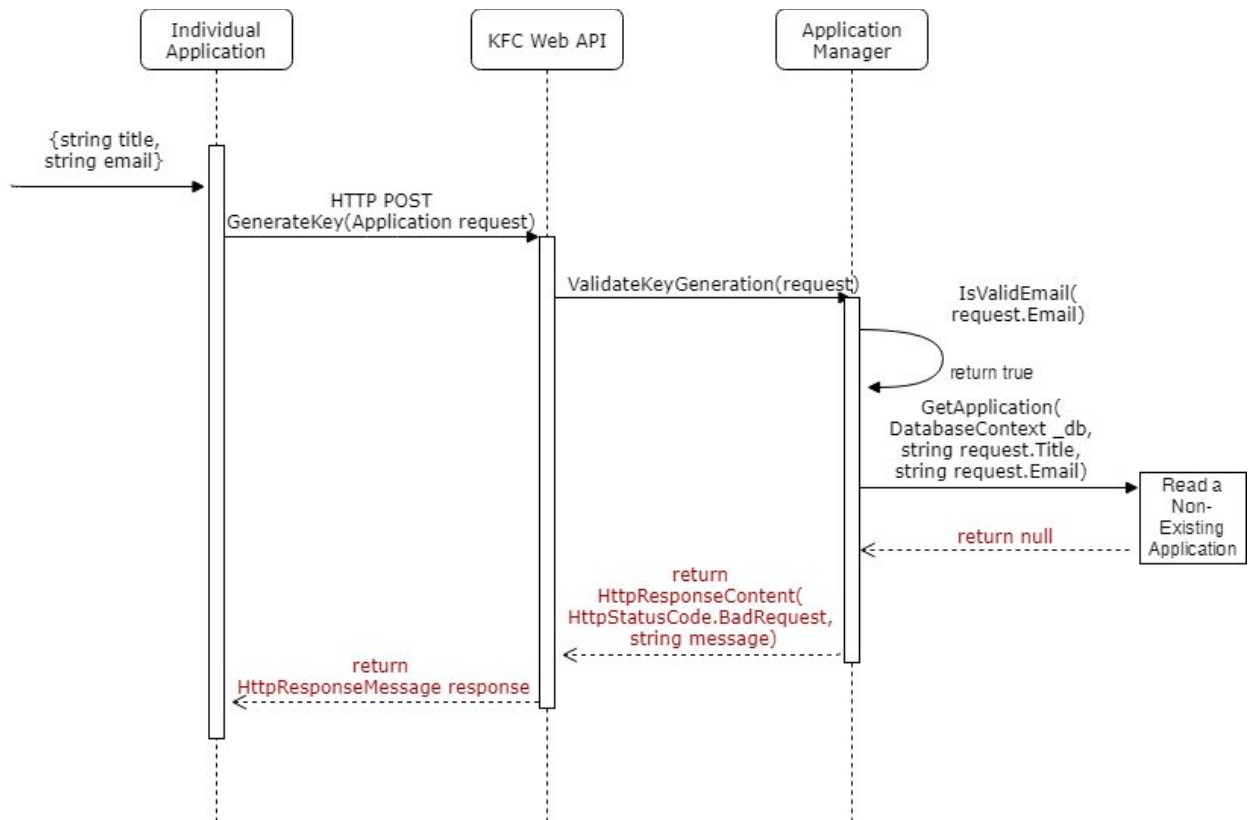 Individual
Application
KFC Web API
Application
Manager
{string title,
string email}
HTTP POST
GenerateKey(Application request)
ValidateKeyGeneration(request)
IsValidEmail(
request.Email)
return true
GetApplication(
DatabaseContext _db,
string request.Title,
string request.Email)
Read a
Non-
Existing
Application
return null
return
HttpResponseContent(
HttpStatusCode.BadRequest,
string message)
return
HttpResponseMessage response